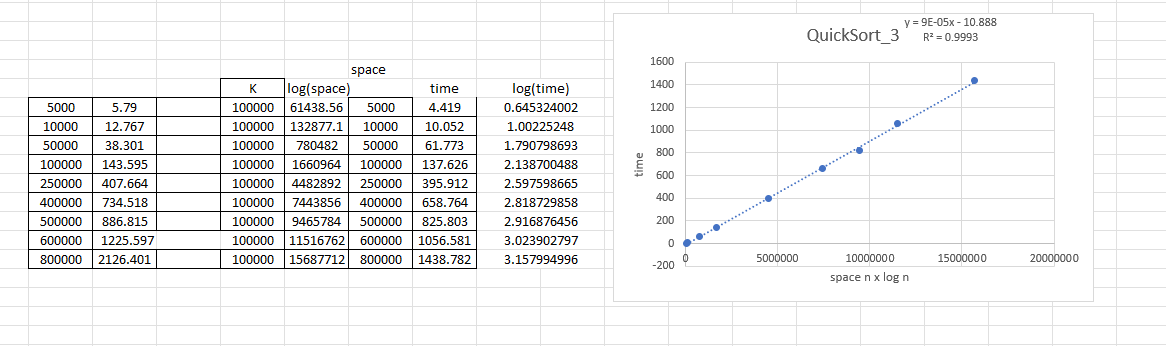 space
K log(space) time log(time)
5000 5.79 100000 61438.56 5000 4.419 0.645324002
10000 12.767 100000 132877.1 10000 10.052 1.00225248
50000 38.301 100000 780482 50000 61.773 1.790798693
100000 143.595 100000 1660964 100000 137.626 2.138700488
250000 407.664 100000 4482892 250000 395.912 2.597598665
400000 734.518 100000 7443856 400000 658.764 2.818729858
500000 886.815 100000 9465784 500000 825.803 2.916876456
600000 1225.597 100000 11516762 600000 1056.581 3.023902797
800000 2126.401 100000 15687712 800000 1438.782 3.157994996
QuickSort_3
y = 9E-05x - 10.888
R² = 0.9993
1600
1400
1200
1000
800
600
400
200
0
-200
time
0 5000000 10000000 15000000 20000000
space n x log n